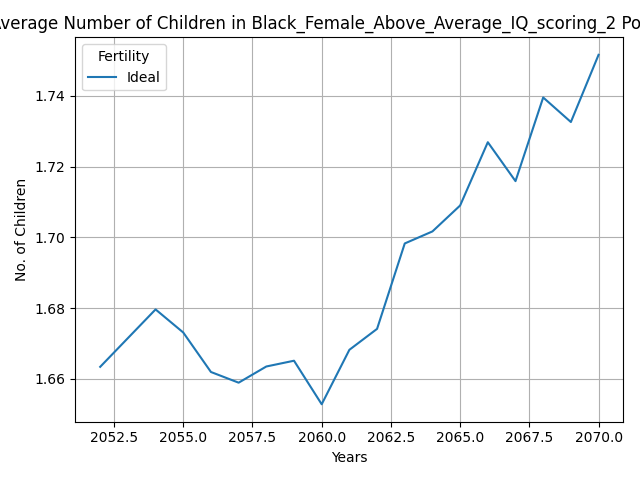 Average Number of Children in Black_Female_Above_Average_IQ_scoring_2 Po
Fertility
Ideal
No. of Children
1.74
1.72
1.70
1.68
1.66
2052.5 2055.0 2057.5 2060.0 2062.5 2065.0 2067.5 2070.0
Years